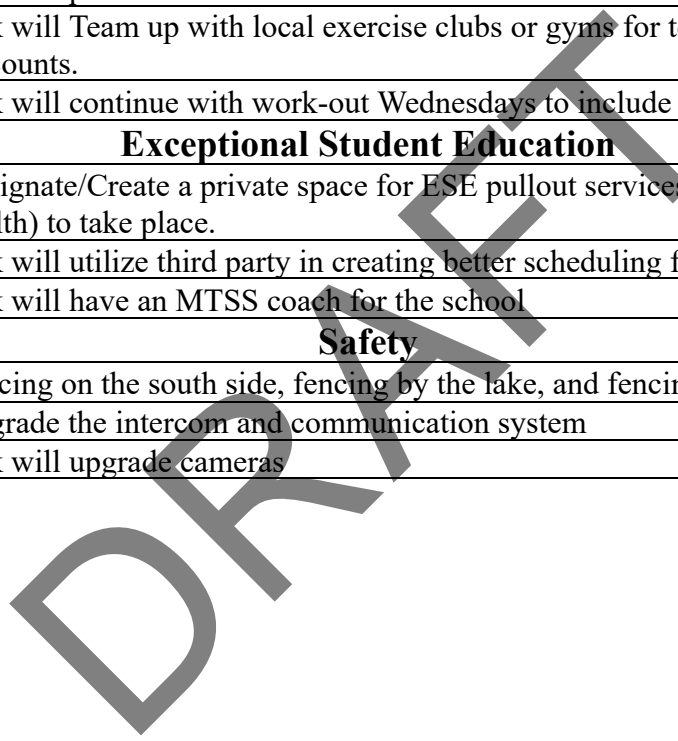 will Team up with local exercise clubs or gyms for
ounts.
will continue with work-out Wednesdays to include
Exceptional Student Education
ignate/Create a private space for ESE pullout services
lth) to take place.
will utilize third party in creating better scheduling f
will have an MTSS coach for the school
Safety
cing on the south side, fencing by the lake, and fencin
grade the intercom and communication system
will upgrade cameras
DRAFT